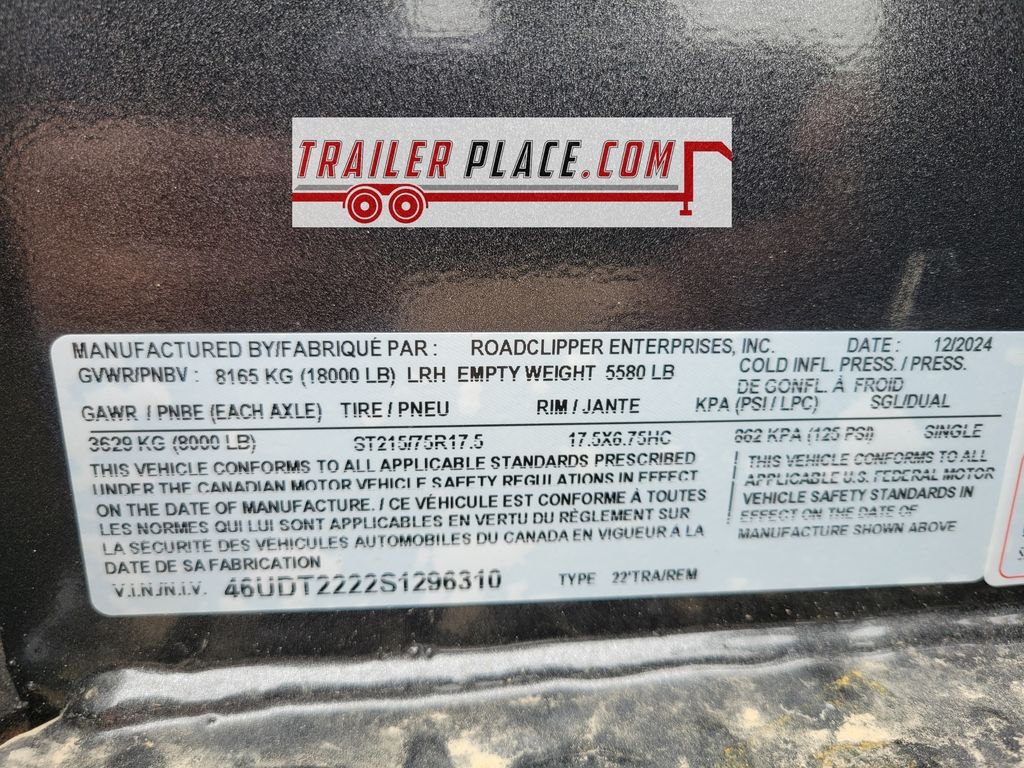 TRAILER PLACE.COM
MANUFACTURED BY/FABRIQUÉ PAR : ROADCLIPPER ENTERPRISES, INC. DATE : 12/2024
GVWR/PNBV : 8165 KG (18000 LB) LRH EMPTY WEIGHT 5580 LB COLD INFL. PRESS./PRESS.
DE GONFL. À FROID
GAWR / PNBE (EACH AXLE) TIRE / PNEU RIM / JANTE KPA (PSI / LPC) SGL/DUAL
3629 KG (8000 LB) ST215/75R17.5 17.5X6.75HC 862 KPA (125 PSI) SINGLE
THIS VEHICLE CONFORMS TO ALL APPLICABLE STANDARDS PRESCRIBED
UNDER THE CANADIAN MOTOR VEHICLE SAFETY REGULATIONS IN EFFECT
ON THE DATE OF MANUFACTURE. / CE VÉHICULE EST CONFORME À TOUTES
LES NORMES QUI LUI SONT APPLICABLES EN VERTU DU RÈGLEMENT SUR
LA SÉCURITÉ DES VÉHICULES AUTOMOBILES DU CANADA EN VIGUEUR À LA
DATE DE SA FABRICATION
THIS VEHICLE CONFORMS TO ALL
APPLICABLE U.S. FEDERAL MOTOR
VEHICLE SAFETY STANDARDS IN
EFFECT ON THE DATE OF
MANUFACTURE SHOWN ABOVE
V.I.N./N.I.V. 46UDT2222S1296310 TYPE 22'TRA/REM